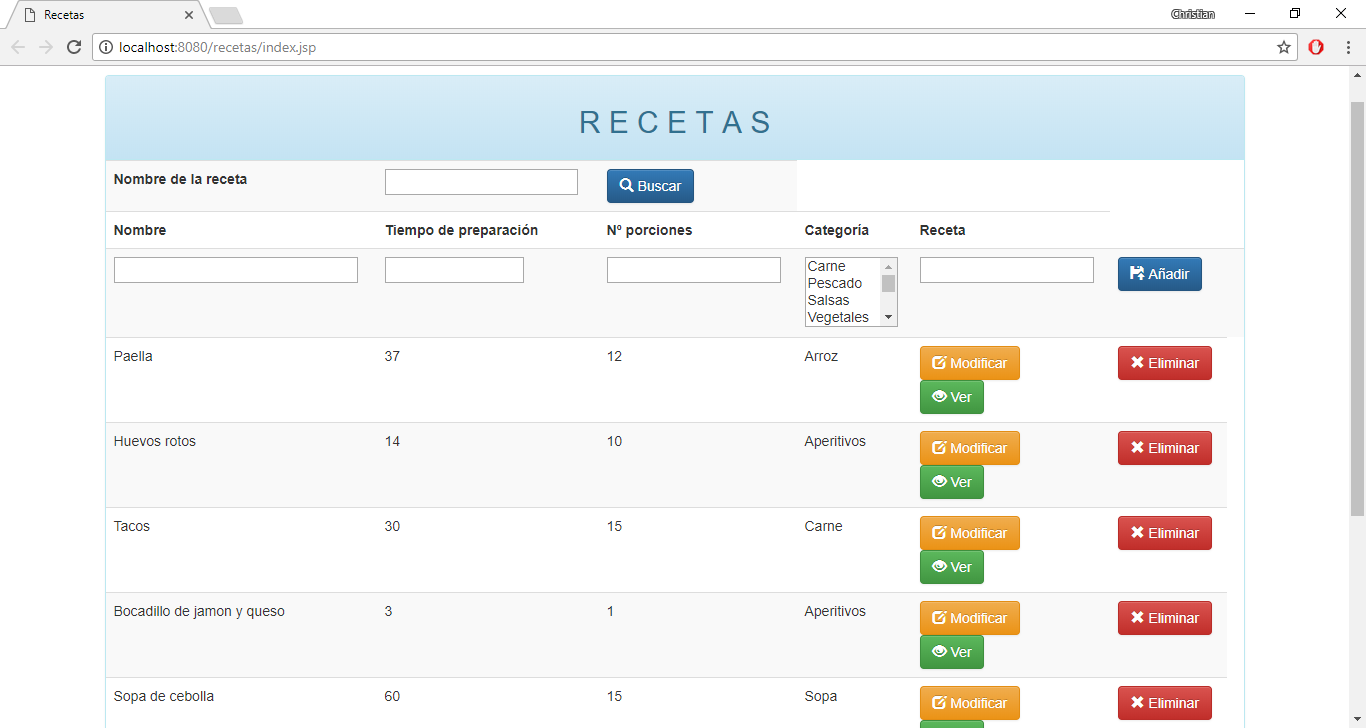 Recetas
Christian
localhost:8080/recetas/index.jsp
RECETAS
Nombre de la receta Buscar
Nombre Tiempo de preparación Nº porciones Categoría Receta
Carne
Pescado
Salsas
Vegetales
Añadir
Paella 37 12 Arroz Modificar Eliminar
Ver
Huevos rotos 14 10 Aperitivos Modificar Eliminar
Ver
Tacos 30 15 Carne Modificar Eliminar
Ver
Bocadillo de jamon y queso 3 1 Aperitivos Modificar Eliminar
Ver
Sopa de cebolla 60 15 Sopa Modificar Eliminar